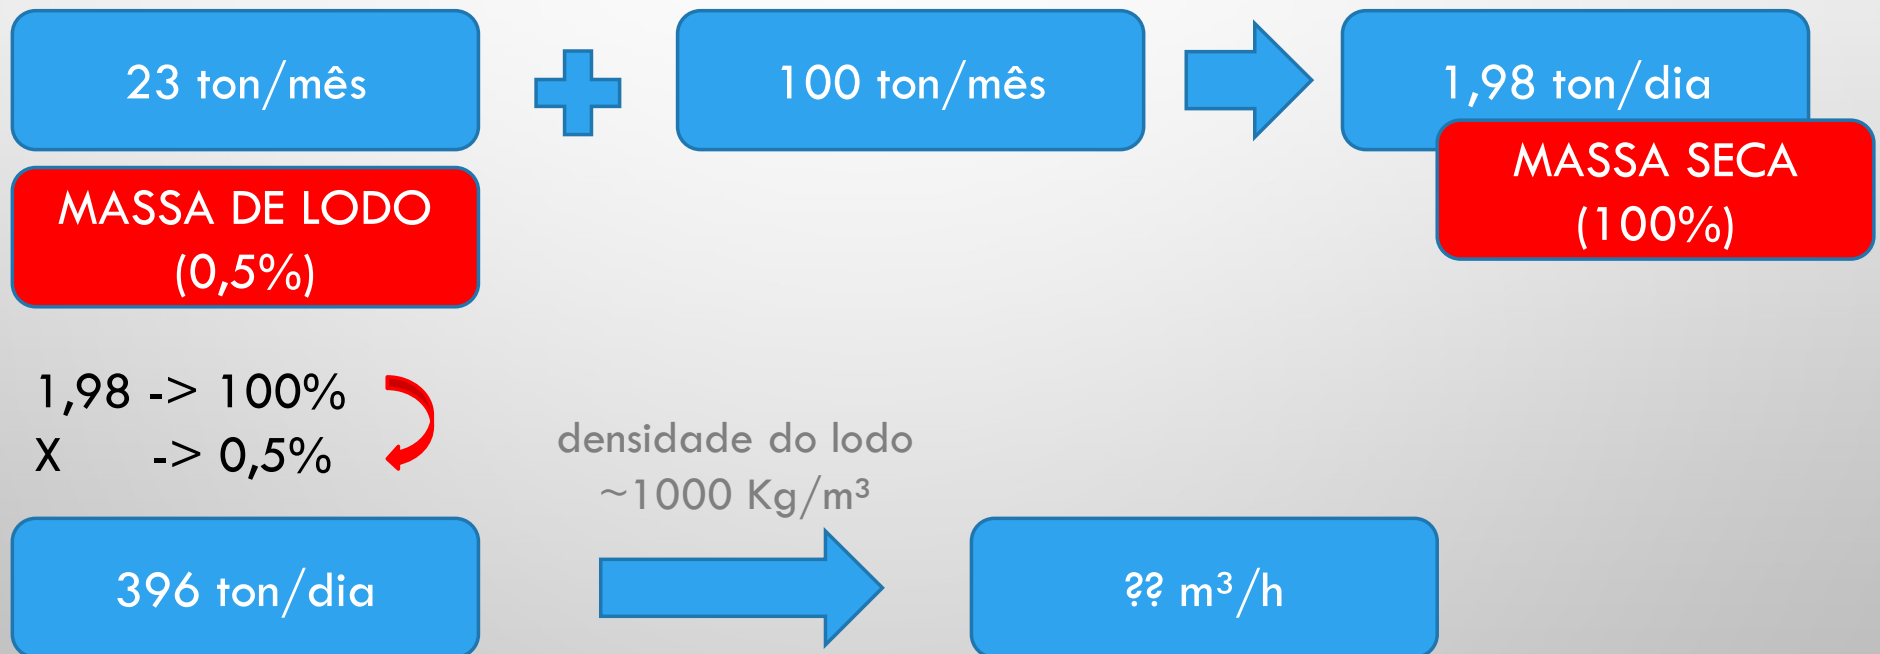 23 ton/mês
100 ton/mês
1,98 ton/dia
MASSA DE LODO
(0,5%)
MASSA SECA
(100%)
1,98 -> 100%
X -> 0,5%
densidade do lodo
~1000 Kg/m³
396 ton/dia
?? m³/h